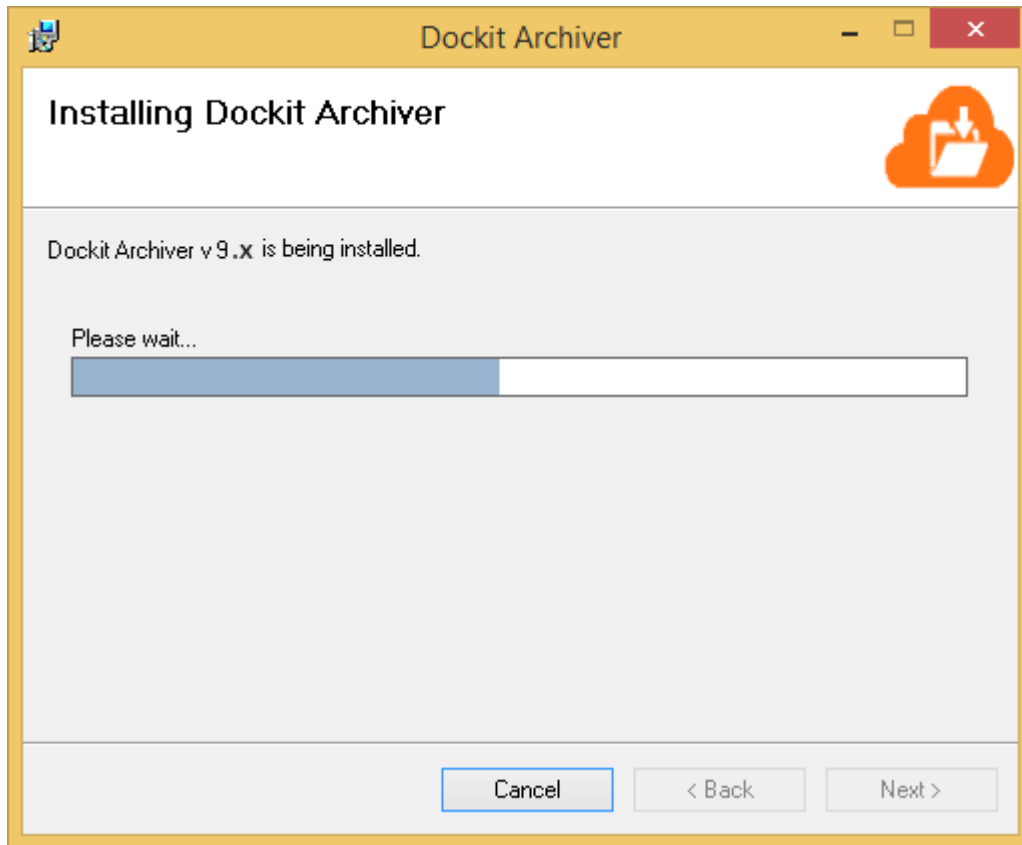 Dockit Archiver
Installing Dockit Archiver
Dockit Archiver v 9.x is being installed.
Please wait...
Cancel
< Back
Next >